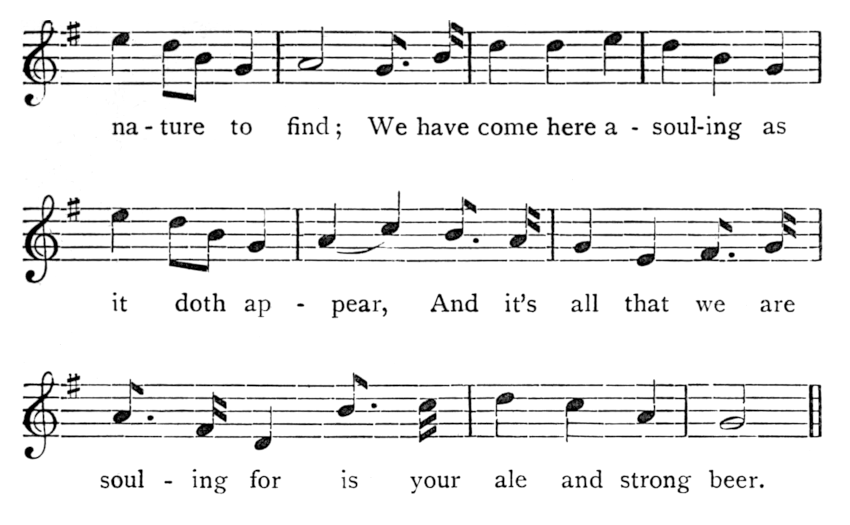 na - ture to find ; We have come here a - soul-ing as
it doth ap - pear, And it's all that we are
soul - ing for is your ale and strong beer.